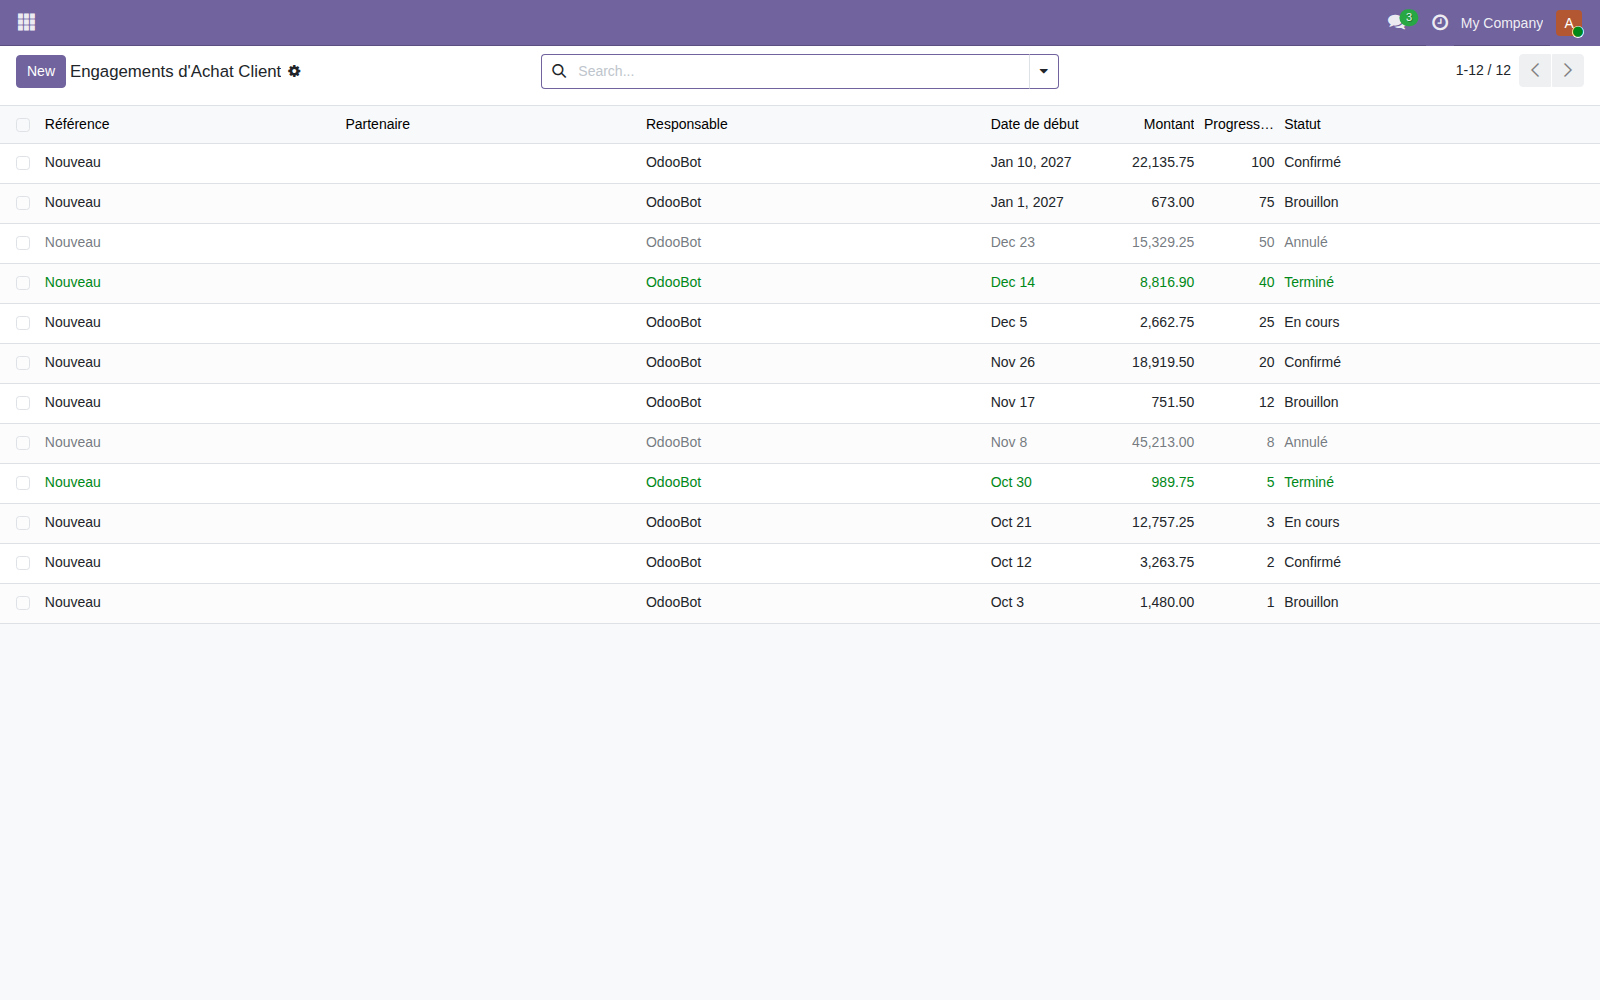 3 My Company A
New Engagements d'Achat Client Search... 1-12 / 12
Référence Partenaire Responsable Date de début Montant Progress… Statut
Nouveau OdooBot Jan 10, 2027 22,135.75 100 Confirmé
Nouveau OdooBot Jan 1, 2027 673.00 75 Brouillon
Nouveau OdooBot Dec 23 15,329.25 50 Annulé
Nouveau OdooBot Dec 14 8,816.90 40 Terminé
Nouveau OdooBot Dec 5 2,662.75 25 En cours
Nouveau OdooBot Nov 26 18,919.50 20 Confirmé
Nouveau OdooBot Nov 17 751.50 12 Brouillon
Nouveau OdooBot Nov 8 45,213.00 8 Annulé
Nouveau OdooBot Oct 30 989.75 5 Terminé
Nouveau OdooBot Oct 21 12,757.25 3 En cours
Nouveau OdooBot Oct 12 3,263.75 2 Confirmé
Nouveau OdooBot Oct 3 1,480.00 1 Brouillon